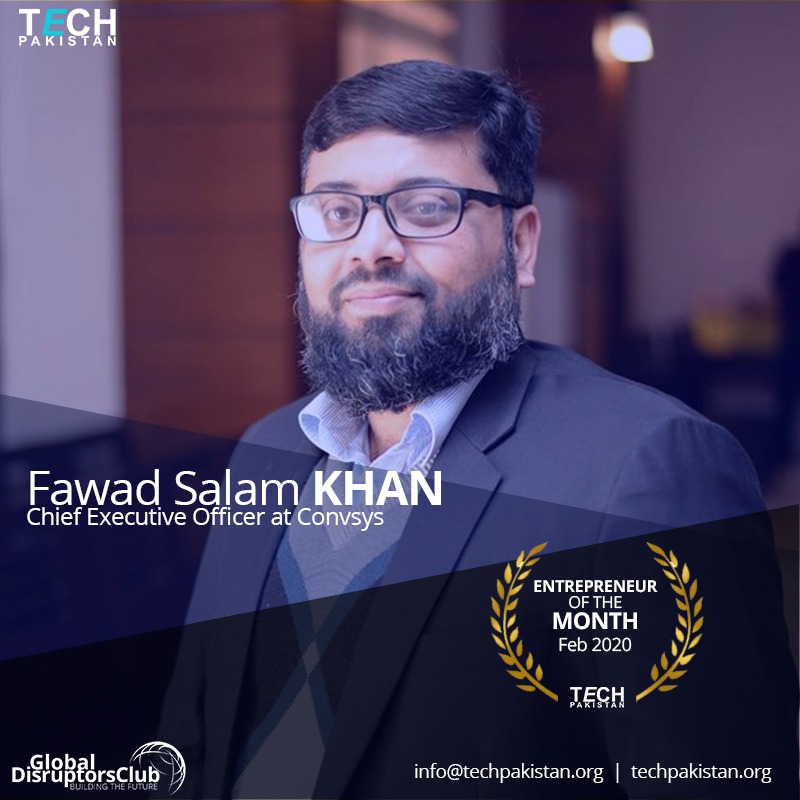 TECH
PAKISTAN
Fawad Salam KHAN
Chief Executive Officer at Convsys
ENTREPRENEUR
OF THE
MONTH
Feb 2020
TECH
PAKISTAN
Global
DisruptorsClub
BUILDING THE FUTURE
info@techpakistan.org | techpakistan.org